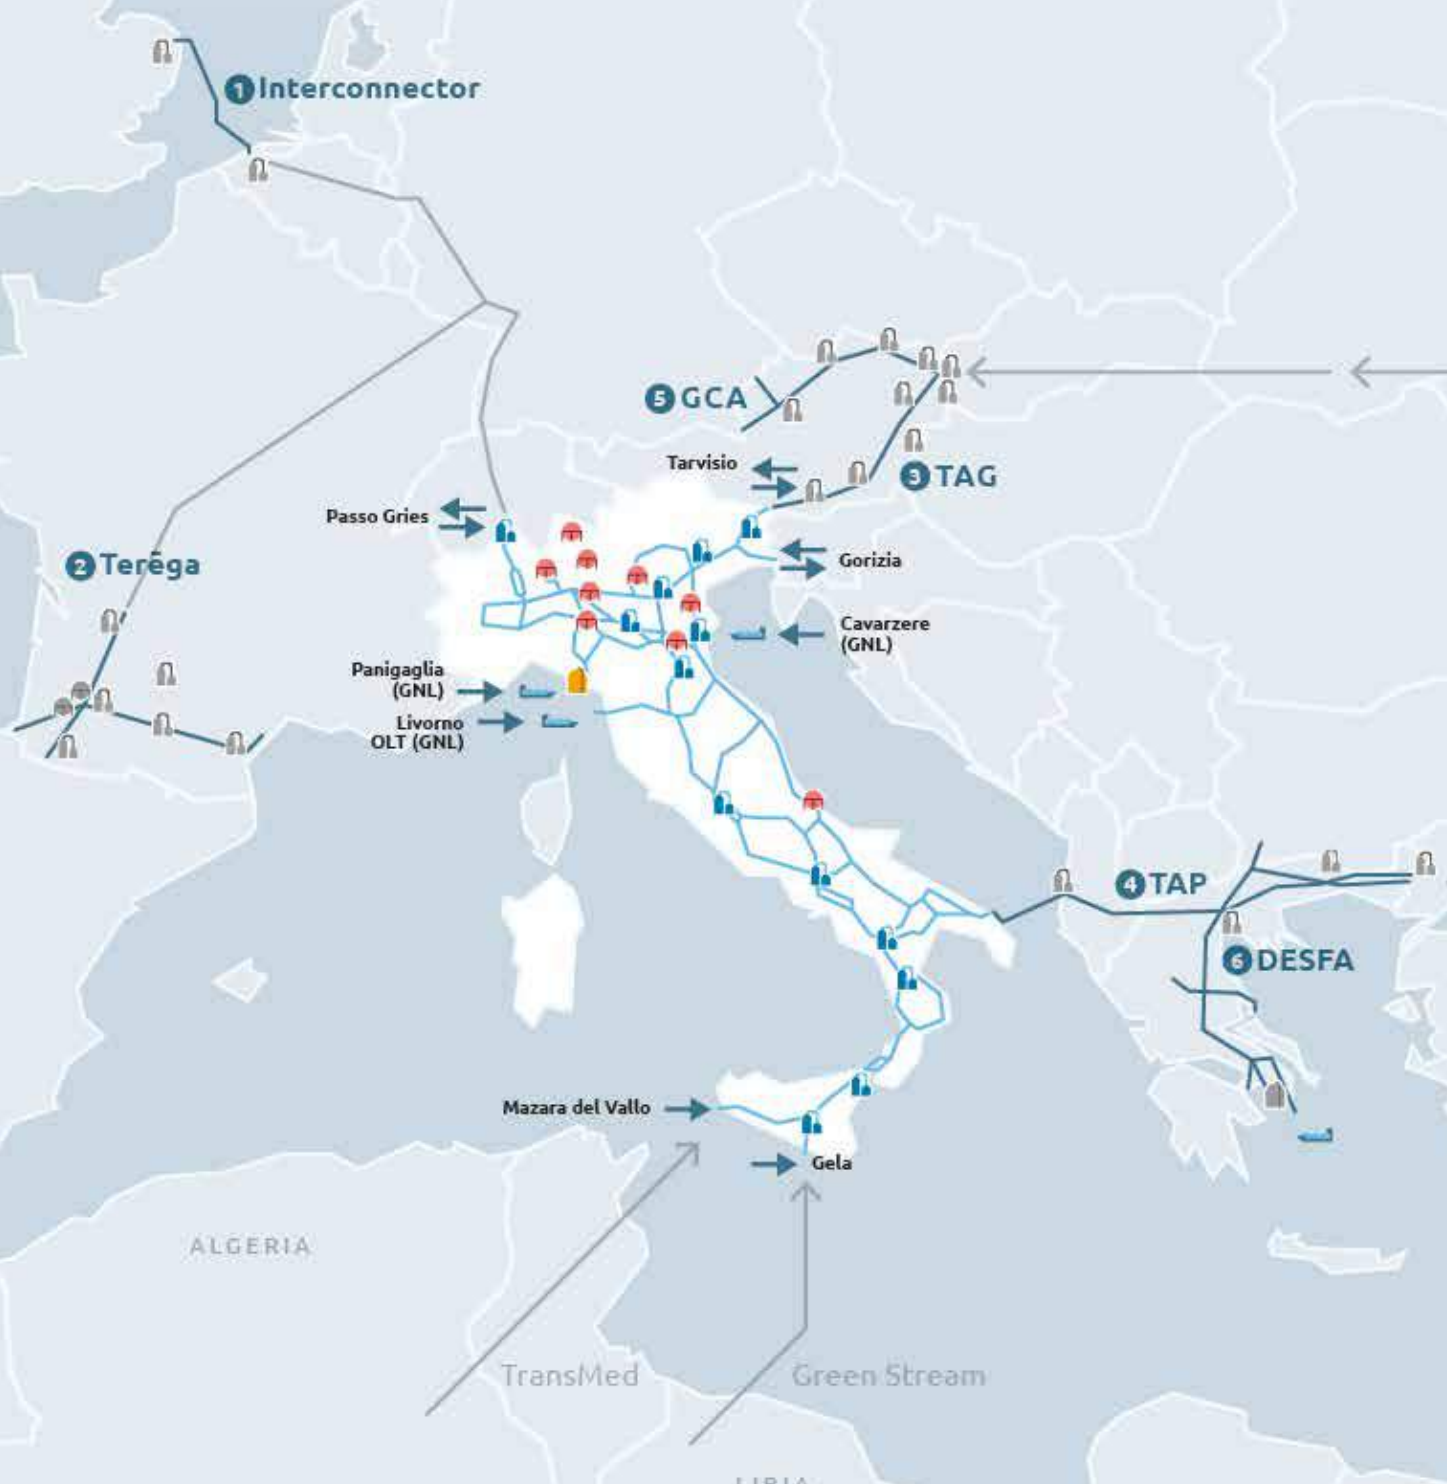 1 Interconnector
5 GCA
Tarvisio
3 TAG
Passo Gries
Gorizia
2 Terēga
Cavarzere
(GNL)
Panigaglia
(GNL)
Livorno
OLT (GNL)
4 TAP
6 DESFA
Mazara del Vallo
Gela
ALGERIA
TransMed
Green Stream